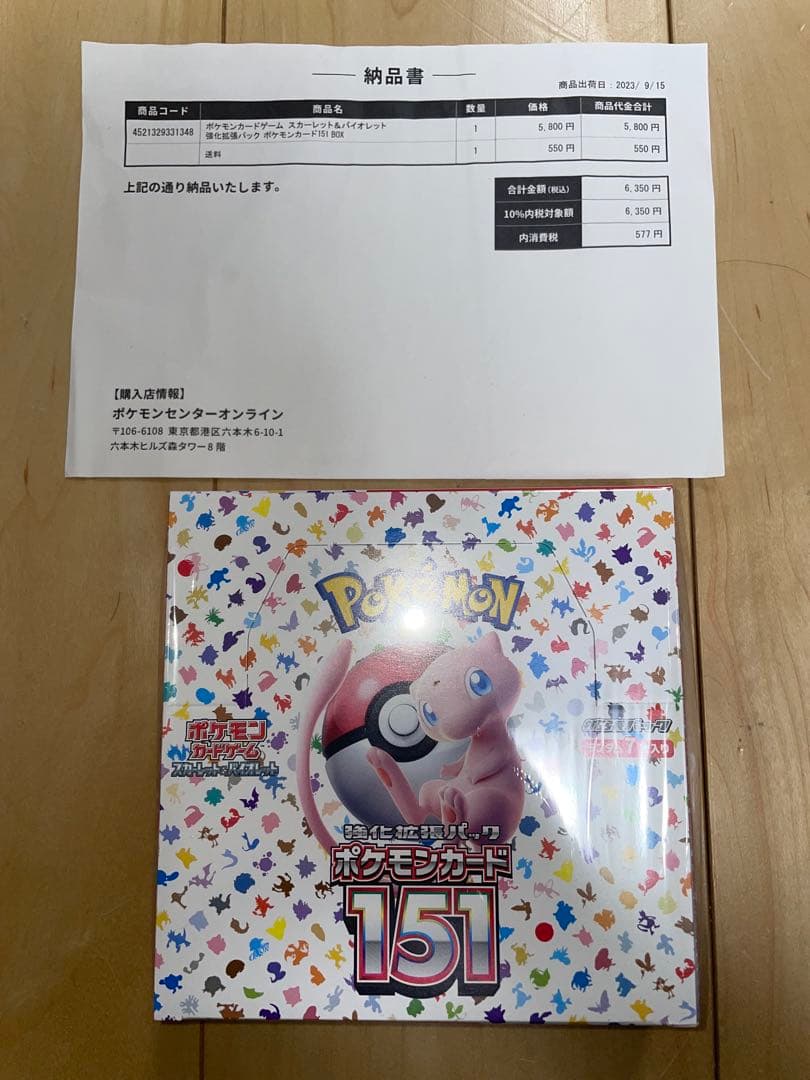 納品書
商品出荷日：2023/ 9/15
商品コード 商品名 数量 価格 商品代金合計
4521329331348 ポケモンカードゲーム スカーレット＆バイオレット 1 5,800 円 5,800 円
強化拡張パック ポケモンカード151 BOX
送料 1 550 円 550 円
上記の通り納品いたします。
合計金額(税込) 6,350 円
10%内税対象額 6,350 円
内消費税 577 円
【購入店情報】
ポケモンセンターオンライン
〒106-6108 東京都港区六本木6-10-1
六本木ヒルズ森タワー8階
POKéMON
ポケモン
カードゲーム
スカーレット&バイオレット
強化拡張パック
ポケモンカード
151